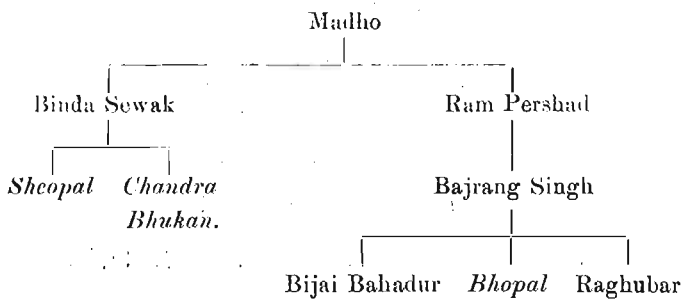 Madho
Binda Sewak Ram Pershad
Sheopal Chandra Bajrang Singh
Bhukan.
Bijai Bahadur Bhopal Raghubar